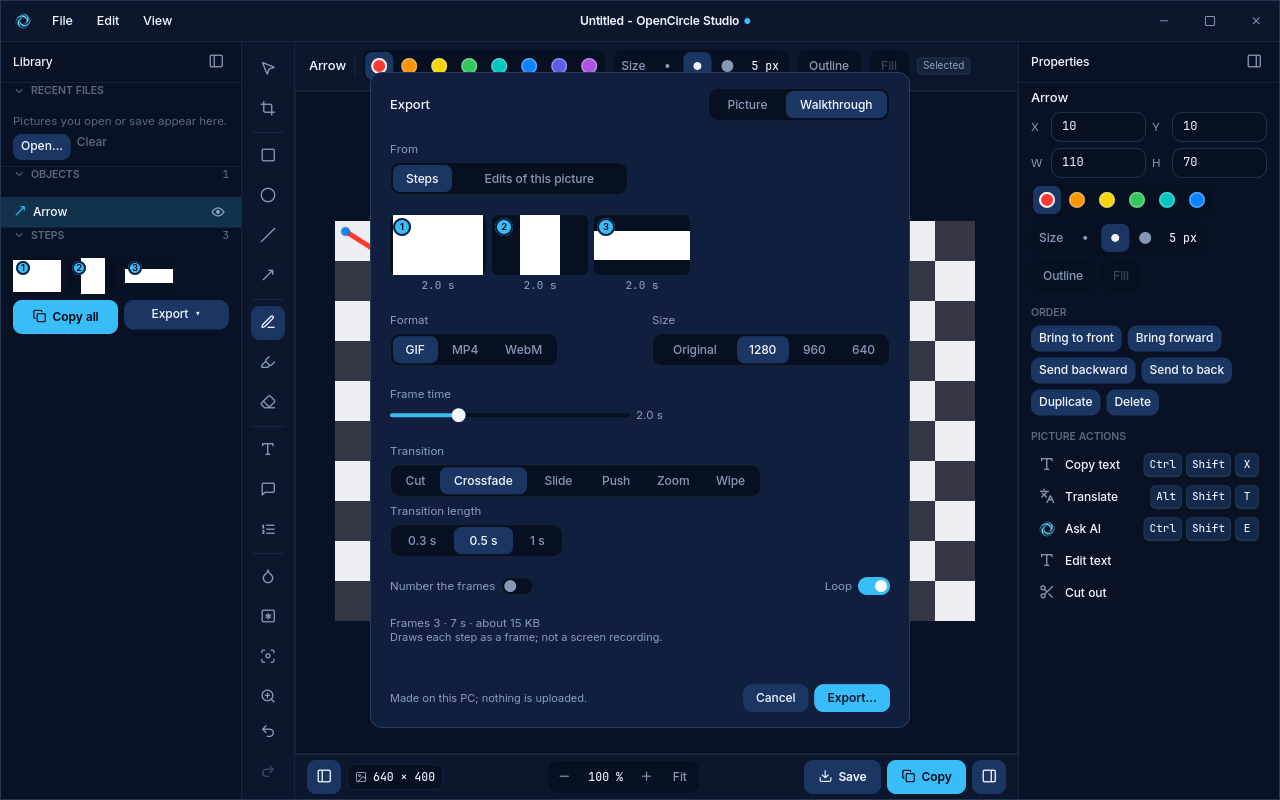 File Edit View
Untitled - OpenCircle Studio
Library
RECENT FILES
Pictures you open or save appear here.
Open... Clear
OBJECTS 1
Arrow
STEPS 3
1 2 3
Copy all Export
Arrow Size 5 px Outline Fill Selected
Export Picture Walkthrough
From
Steps Edits of this picture
1 2 3
2.0 s 2.0 s 2.0 s
Format Size
GIF MP4 WebM Original 1280 960 640
Frame time
2.0 s
Transition
Cut Crossfade Slide Push Zoom Wipe
Transition length
0.3 s 0.5 s 1 s
Number the frames Loop
Frames 3 · 7 s · about 15 KB
Draws each step as a frame; not a screen recording.
Made on this PC; nothing is uploaded. Cancel Export...
640 × 400 100 % Fit Save Copy
Properties
Arrow
X 10 Y 10
W 110 H 70
Size 5 px
Outline Fill
ORDER
Bring to front Bring forward
Send backward Send to back
Duplicate Delete
PICTURE ACTIONS
Copy text Ctrl Shift X
Translate Alt Shift T
Ask AI Ctrl Shift E
Edit text
Cut out